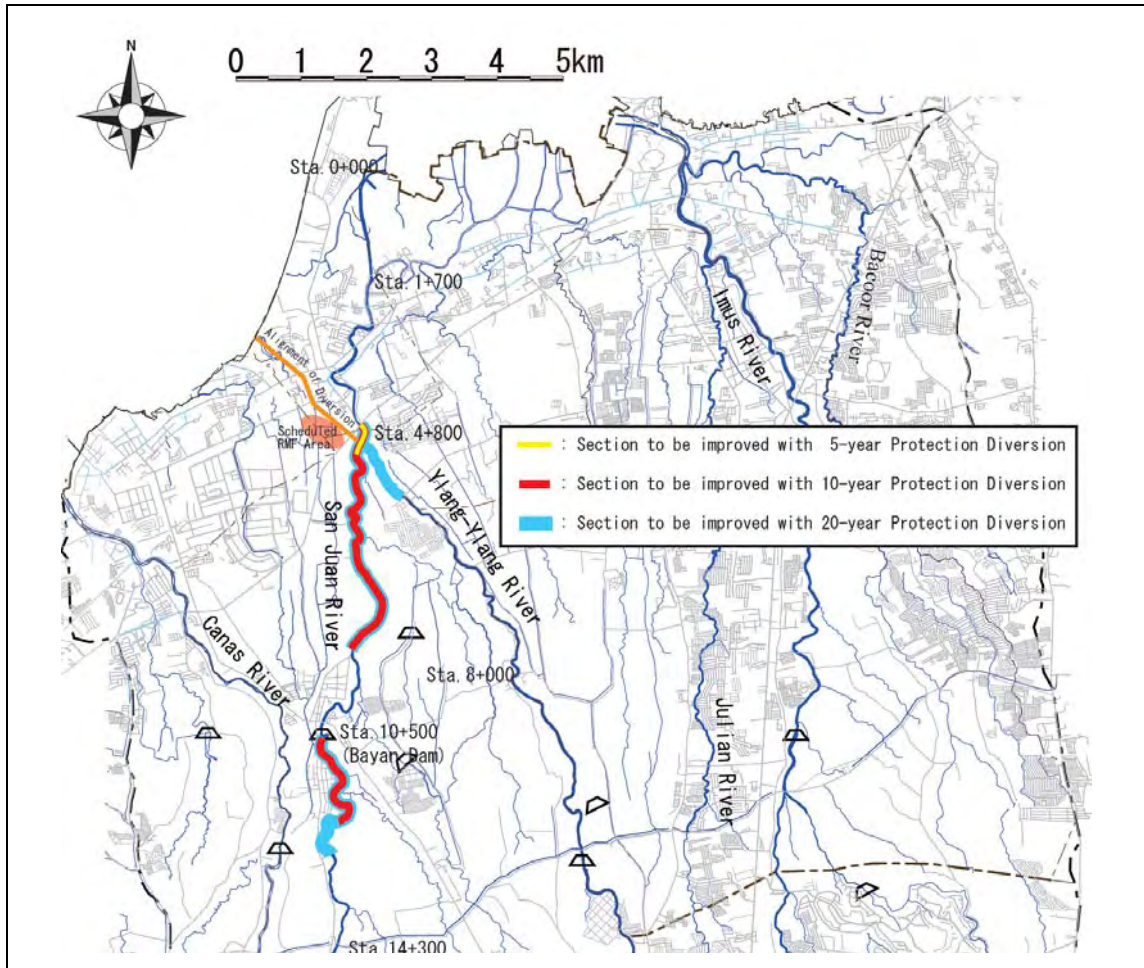 N
0 1 2 3 4 5km
Sta. 0+000
Sta. 1+700
Imus River
Bacoor River
Alignment of Diversion
Scheduled
RMF Area
Sta. 4+800
: Section to be improved with 5-year Protection Diversion
: Section to be improved with 10-year Protection Diversion
: Section to be improved with 20-year Protection Diversion
San Juan River
Ylang-Ylang River
Canas River
Sta. 8+000
Julian River
Sta. 10+500
(Bayan Dam)
Sta. 14+300